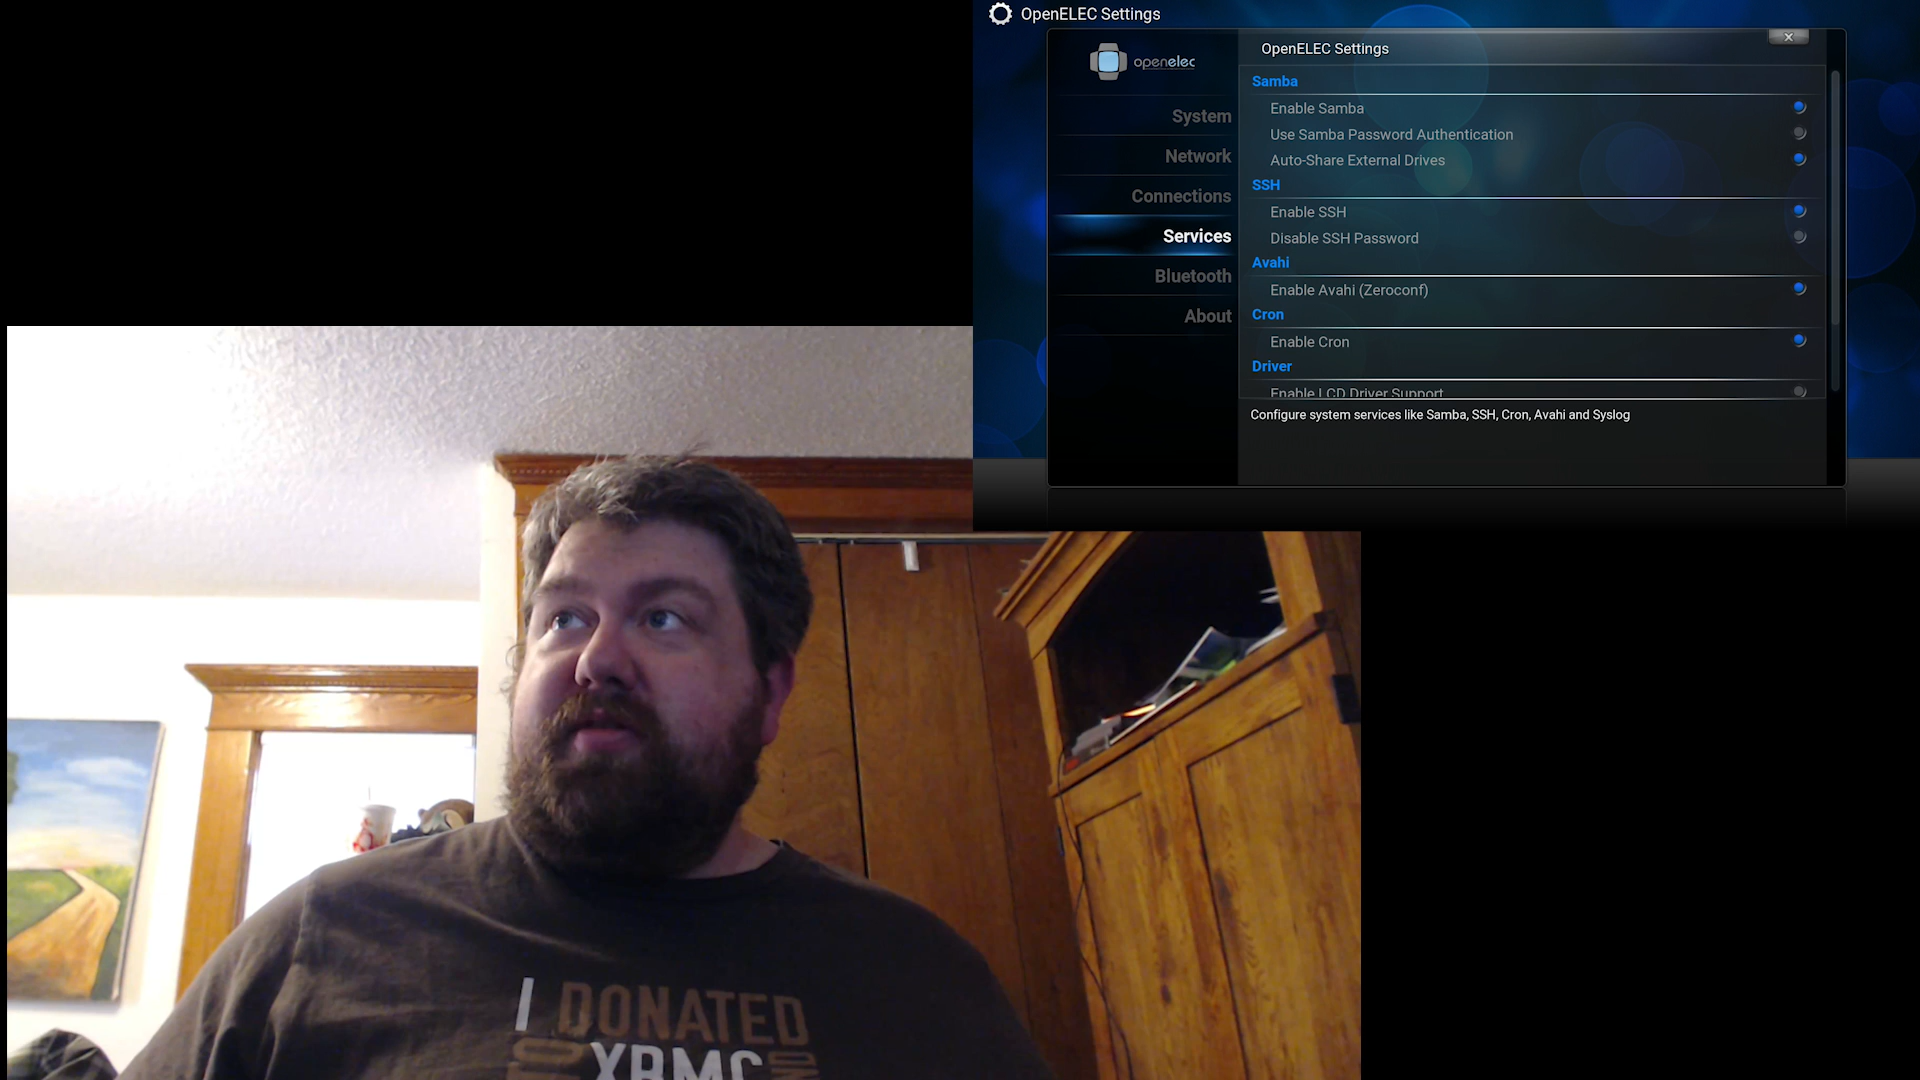 OpenELEC Settings
openelec
System
Network
Connections
Services
Bluetooth
About
OpenELEC Settings
Samba
Enable Samba
Use Samba Password Authentication
Auto-Share External Drives
SSH
Enable SSH
Disable SSH Password
Avahi
Enable Avahi (Zeroconf)
Cron
Enable Cron
Driver
Enable LCD Driver Support
Configure system services like Samba, SSH, Cron, Avahi and Syslog
I DONATED
XBMC